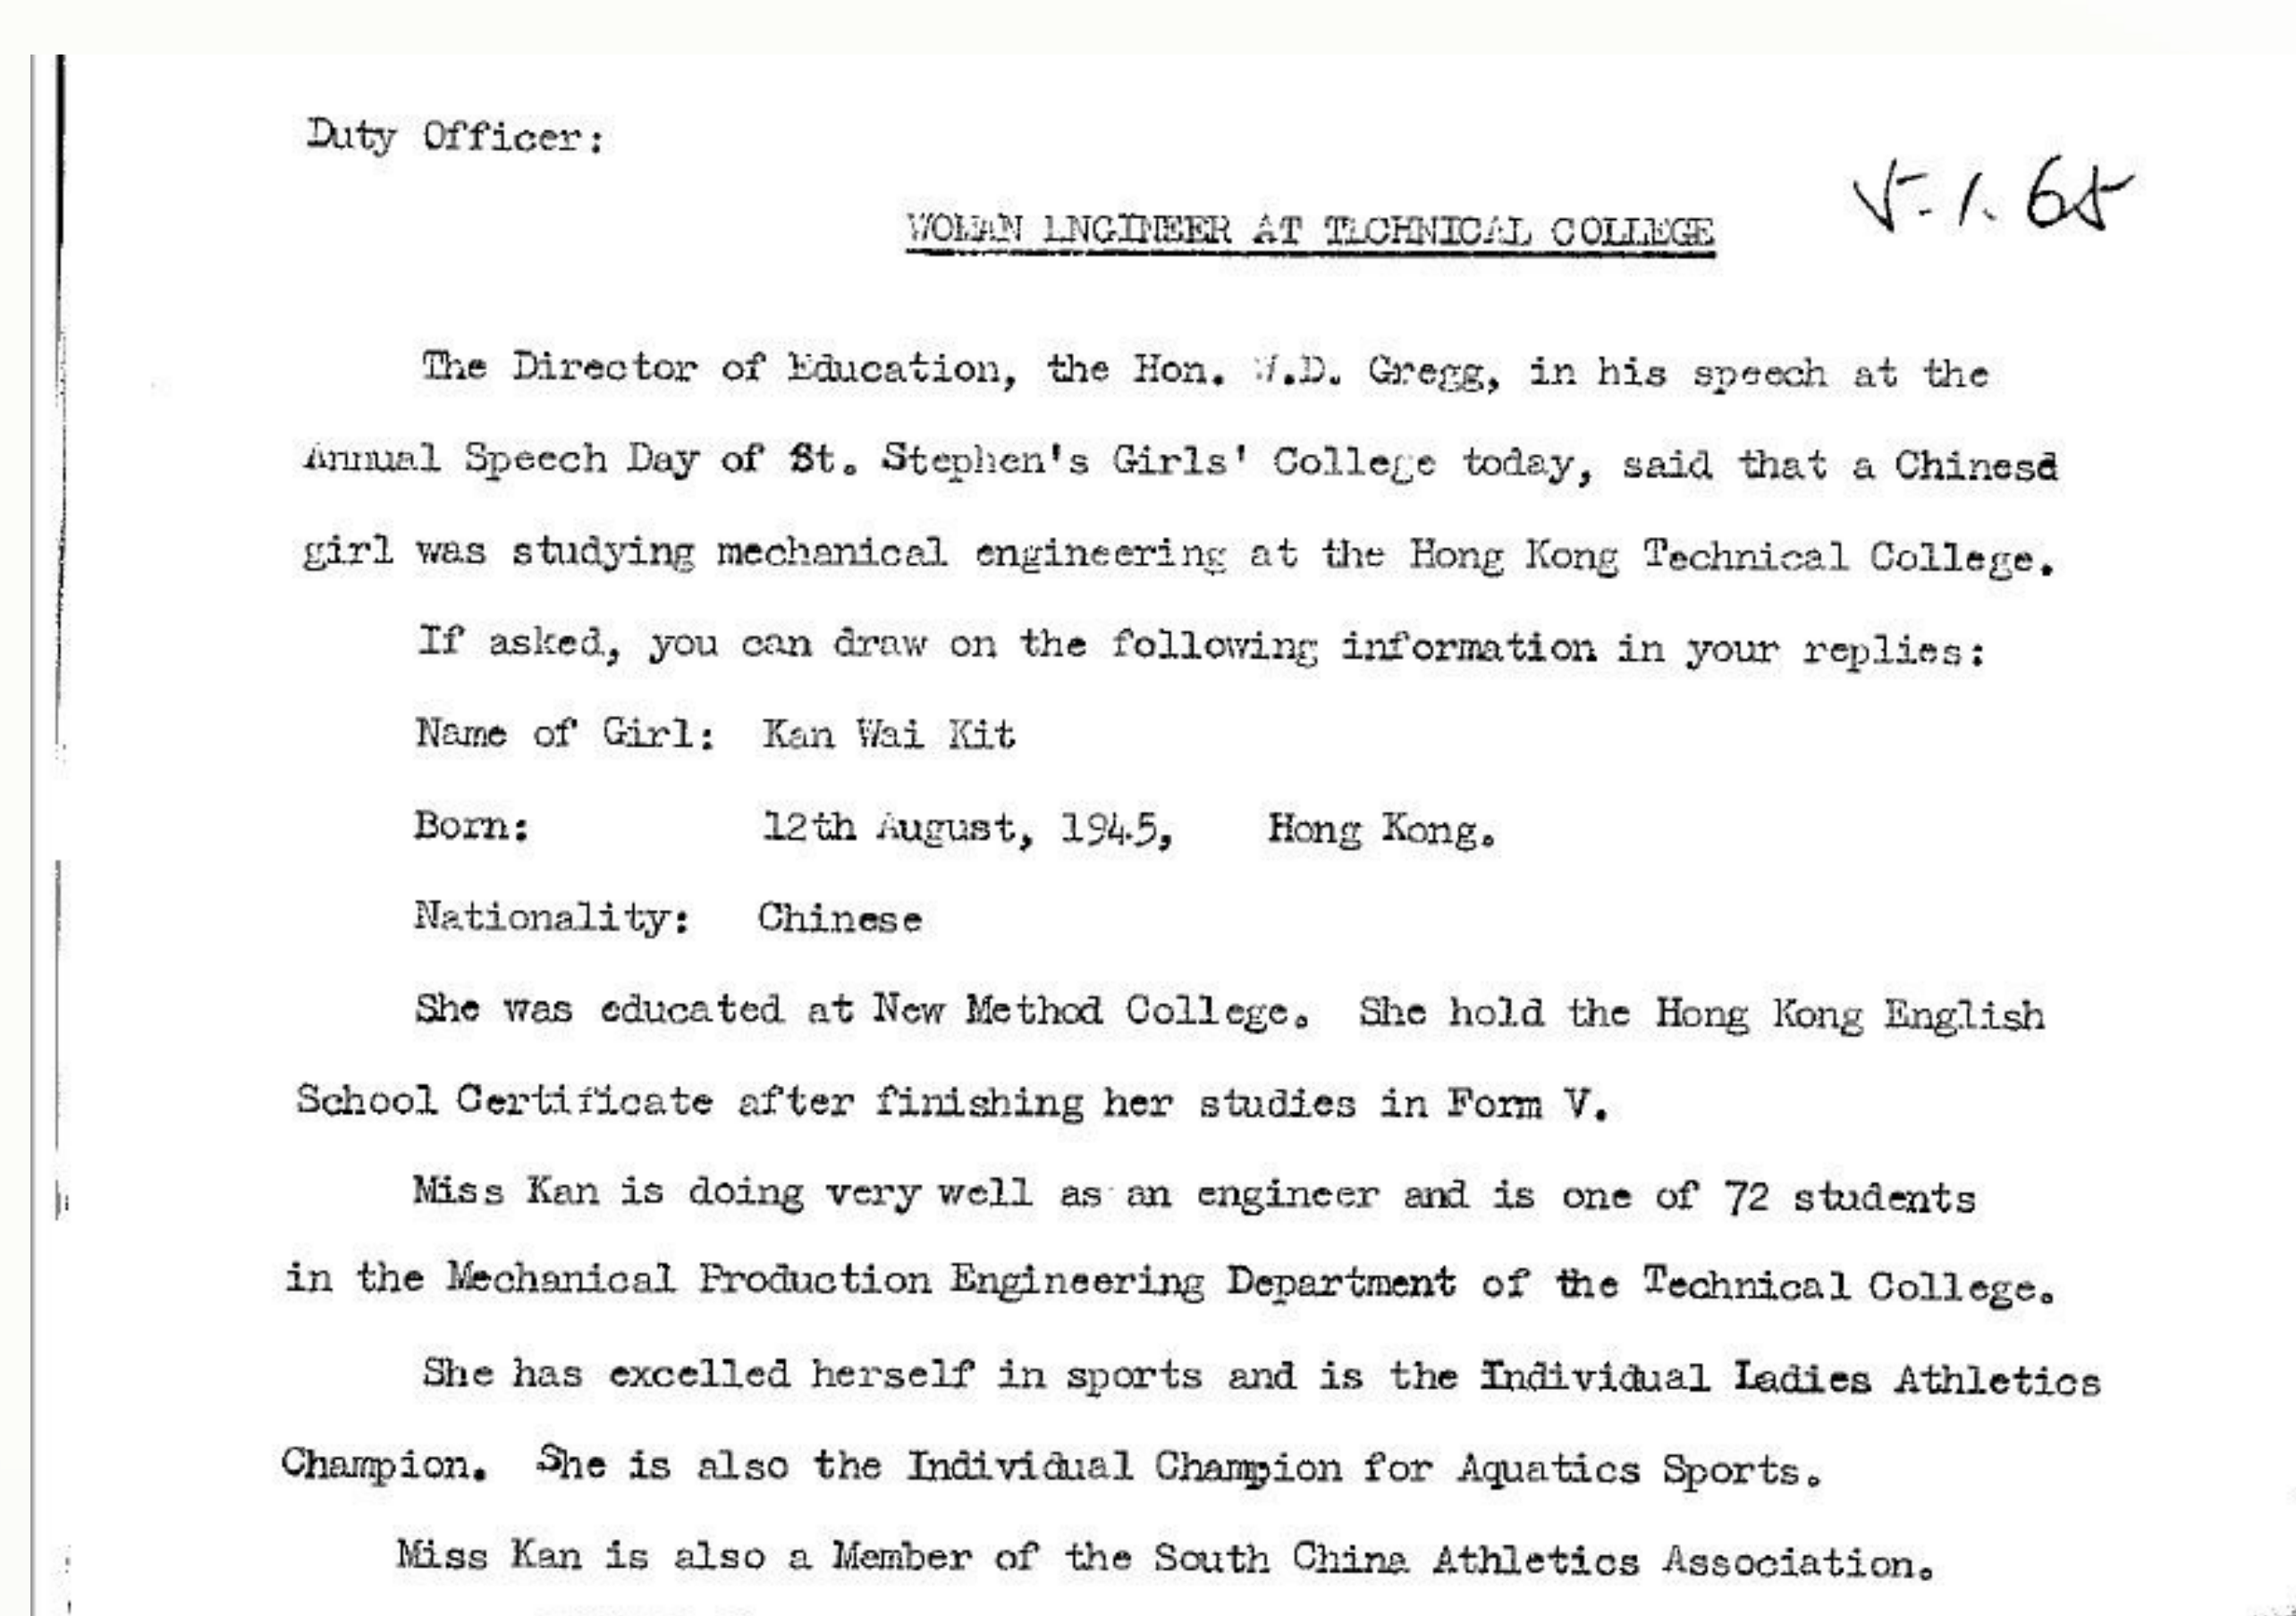 Duty Officer:
5.1.65
WOMAN ENGINEER AT TECHNICAL COLLEGE
The Director of Education, the Hon. W.D. Gregg, in his speech at the
Annual Speech Day of St. Stephen's Girls' College today, said that a Chinesd
girl was studying mechanical engineering at the Hong Kong Technical College.
If asked, you can draw on the following information in your replies:
Name of Girl: Kan Wai Kit
Born: 12th August, 1945, Hong Kong.
Nationality: Chinese
She was educated at New Method College. She hold the Hong Kong English
School Certificate after finishing her studies in Form V.
Miss Kan is doing very well as an engineer and is one of 72 students
in the Mechanical Production Engineering Department of the Technical College.
She has excelled herself in sports and is the Individual Ladies Athletics
Champion. She is also the Individual Champion for Aquatics Sports.
Miss Kan is also a Member of the South China Athletics Association.